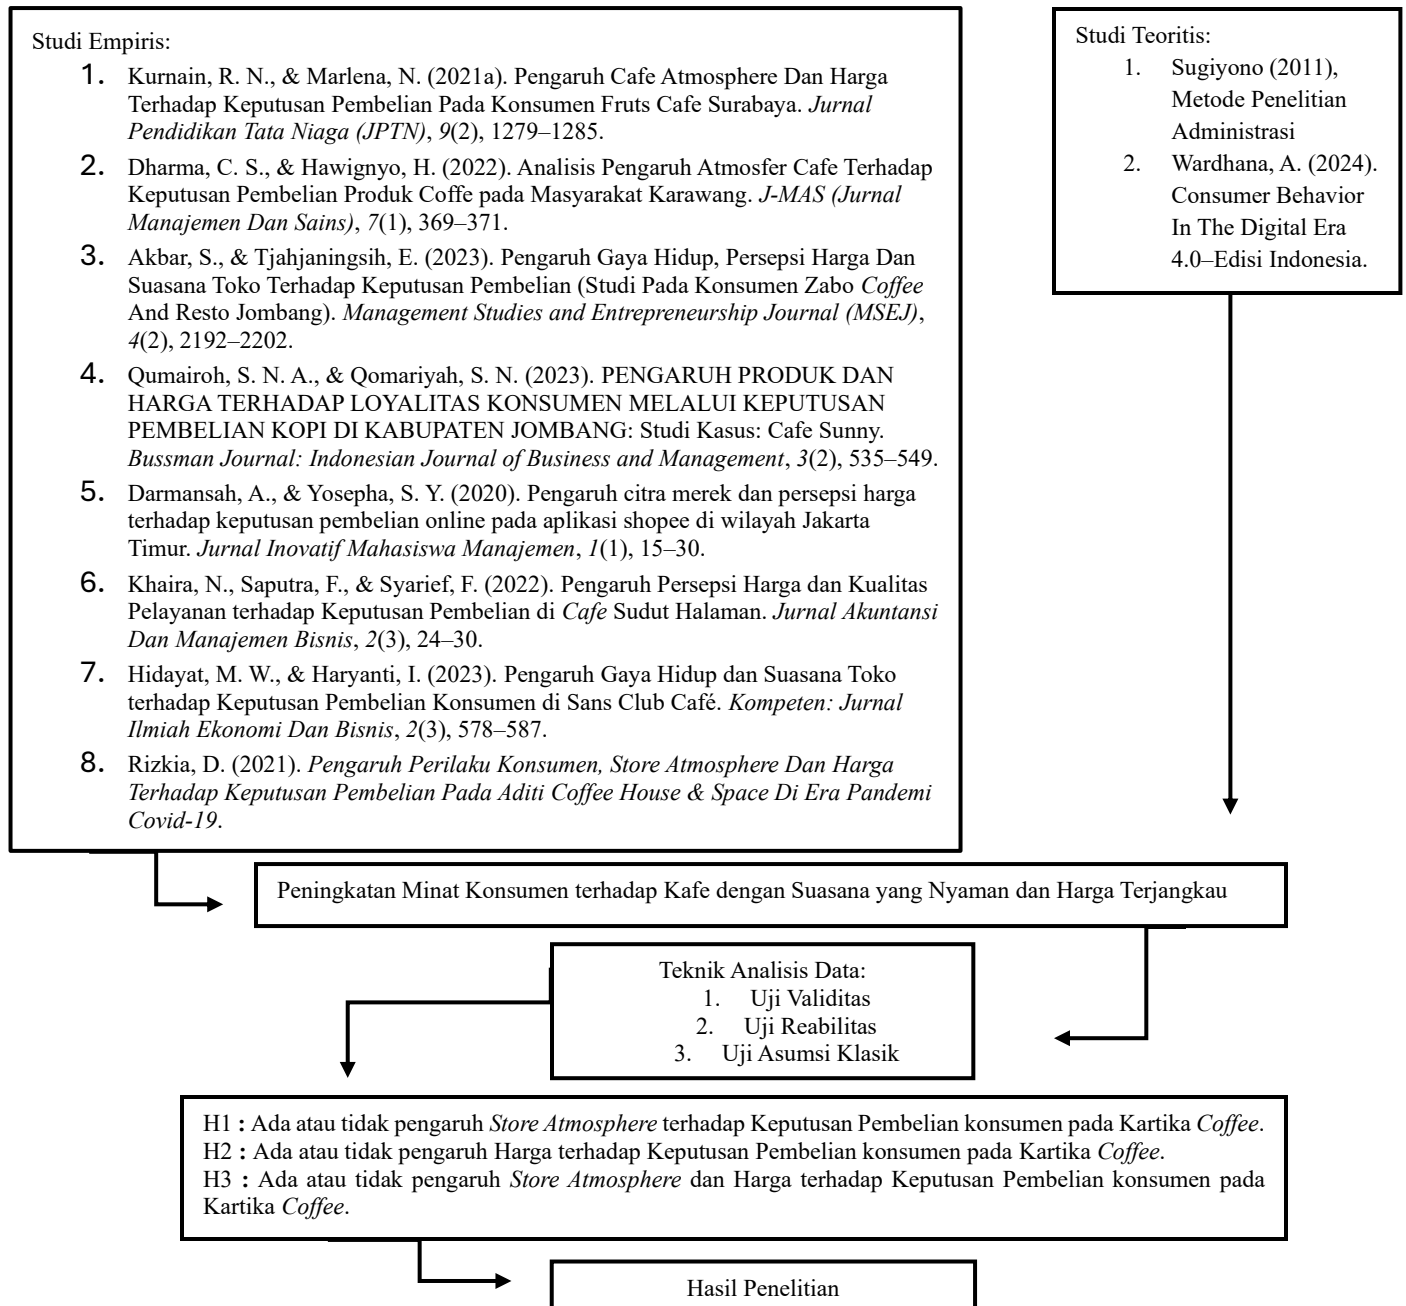 Studi Empiris:
1. Kurnain, R. N., & Marlena, N. (2021a). Pengaruh Cafe Atmosphere Dan Harga
Terhadap Keputusan Pembelian Pada Konsumen Fruts Cafe Surabaya. Jurnal
Pendidikan Tata Niaga (JPTN), 9(2), 1279–1285.
2. Dharma, C. S., & Hawignyo, H. (2022). Analisis Pengaruh Atmosfer Cafe Terhadap
Keputusan Pembelian Produk Coffe pada Masyarakat Karawang. J-MAS (Jurnal
Manajemen Dan Sains), 7(1), 369–371.
3. Akbar, S., & Tjahjaningsih, E. (2023). Pengaruh Gaya Hidup, Persepsi Harga Dan
Suasana Toko Terhadap Keputusan Pembelian (Studi Pada Konsumen Zabo Coffee
And Resto Jombang). Management Studies and Entrepreneurship Journal (MSEJ),
4(2), 2192–2202.
4. Qumairoh, S. N. A., & Qomariyah, S. N. (2023). PENGARUH PRODUK DAN
HARGA TERHADAP LOYALITAS KONSUMEN MELALUI KEPUTUSAN
PEMBELIAN KOPI DI KABUPATEN JOMBANG: Studi Kasus: Cafe Sunny.
Bussman Journal: Indonesian Journal of Business and Management, 3(2), 535–549.
5. Darmansah, A., & Yosepha, S. Y. (2020). Pengaruh citra merek dan persepsi harga
terhadap keputusan pembelian online pada aplikasi shopee di wilayah Jakarta
Timur. Jurnal Inovatif Mahasiswa Manajemen, 1(1), 15–30.
6. Khaira, N., Saputra, F., & Syarief, F. (2022). Pengaruh Persepsi Harga dan Kualitas
Pelayanan terhadap Keputusan Pembelian di Cafe Sudut Halaman. Jurnal Akuntansi
Dan Manajemen Bisnis, 2(3), 24–30.
7. Hidayat, M. W., & Haryanti, I. (2023). Pengaruh Gaya Hidup dan Suasana Toko
terhadap Keputusan Pembelian Konsumen di Sans Club Café. Kompeten: Jurnal
Ilmiah Ekonomi Dan Bisnis, 2(3), 578–587.
8. Rizkia, D. (2021). Pengaruh Perilaku Konsumen, Store Atmosphere Dan Harga
Terhadap Keputusan Pembelian Pada Aditi Coffee House & Space Di Era Pandemi
Covid-19.
Studi Teoritis:
1. Sugiyono (2011),
Metode Penelitian
Administrasi
2. Wardhana, A. (2024).
Consumer Behavior
In The Digital Era
4.0–Edisi Indonesia.
Peningkatan Minat Konsumen terhadap Kafe dengan Suasana yang Nyaman dan Harga Terjangkau
Teknik Analisis Data:
1. Uji Validitas
2. Uji Reabilitas
3. Uji Asumsi Klasik
H1 : Ada atau tidak pengaruh Store Atmosphere terhadap Keputusan Pembelian konsumen pada Kartika Coffee.
H2 : Ada atau tidak pengaruh Harga terhadap Keputusan Pembelian konsumen pada Kartika Coffee.
H3 : Ada atau tidak pengaruh Store Atmosphere dan Harga terhadap Keputusan Pembelian konsumen pada
Kartika Coffee.
Hasil Penelitian